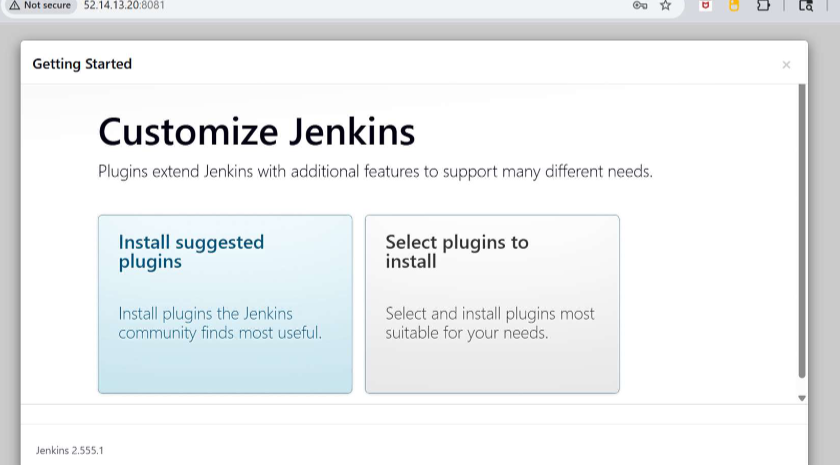 Not secure 52.14.13.20:8081
Getting Started
×
Customize Jenkins
Plugins extend Jenkins with additional features to support many different needs.
Install suggested
plugins
Install plugins the Jenkins
community finds most useful.
Select plugins to
install
Select and install plugins most
suitable for your needs.
Jenkins 2.555.1